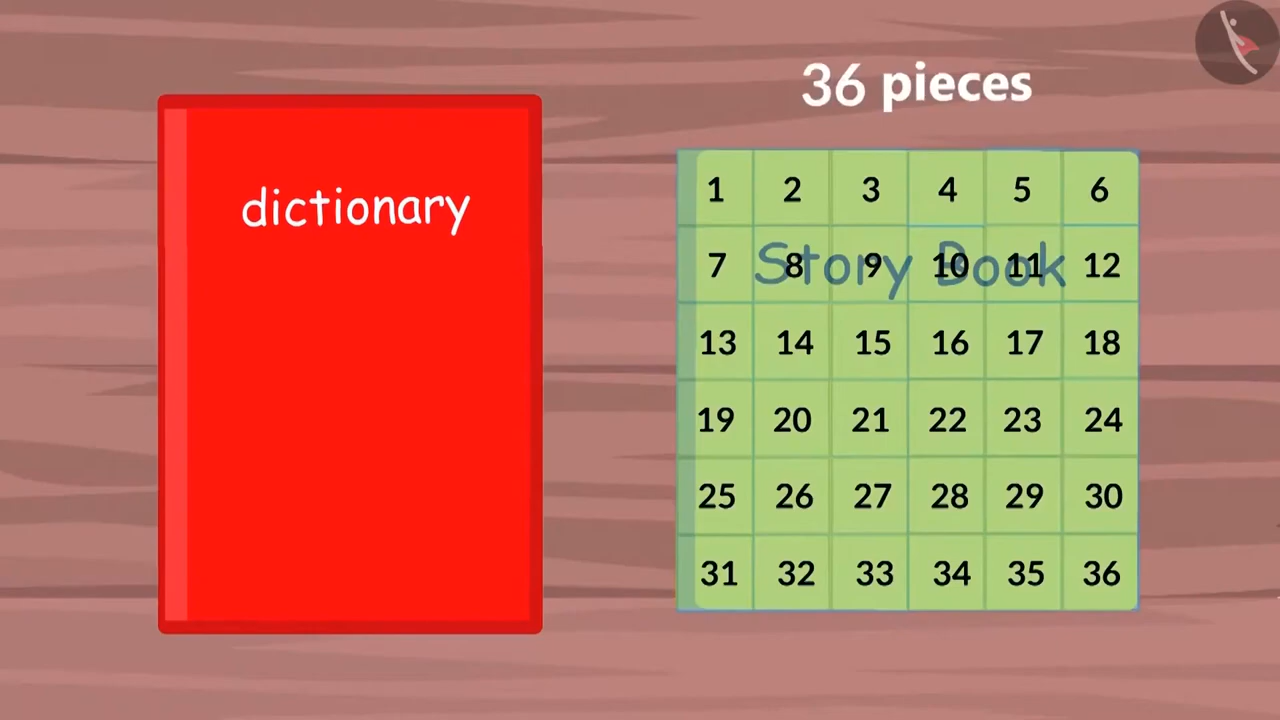 36 pieces
dictionary
1 2 3 4 5 6
Story Book
7 8 9 10 11 12
13 14 15 16 17 18
19 20 21 22 23 24
25 26 27 28 29 30
31 32 33 34 35 36